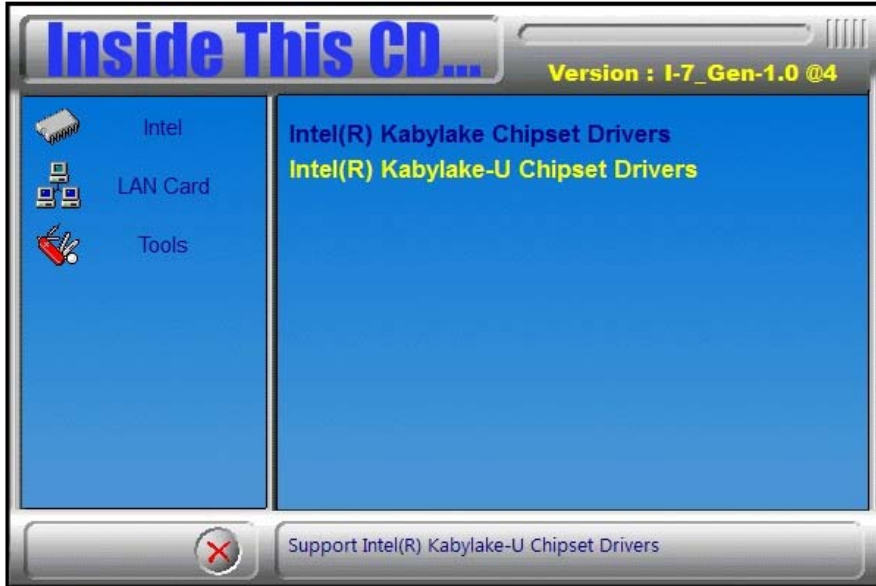 Inside This CD...
Version : I-7_Gen-1.0 @4
Intel
LAN Card
Tools
Intel(R) Kabylake Chipset Drivers
Intel(R) Kabylake-U Chipset Drivers
Support Intel(R) Kabylake-U Chipset Drivers